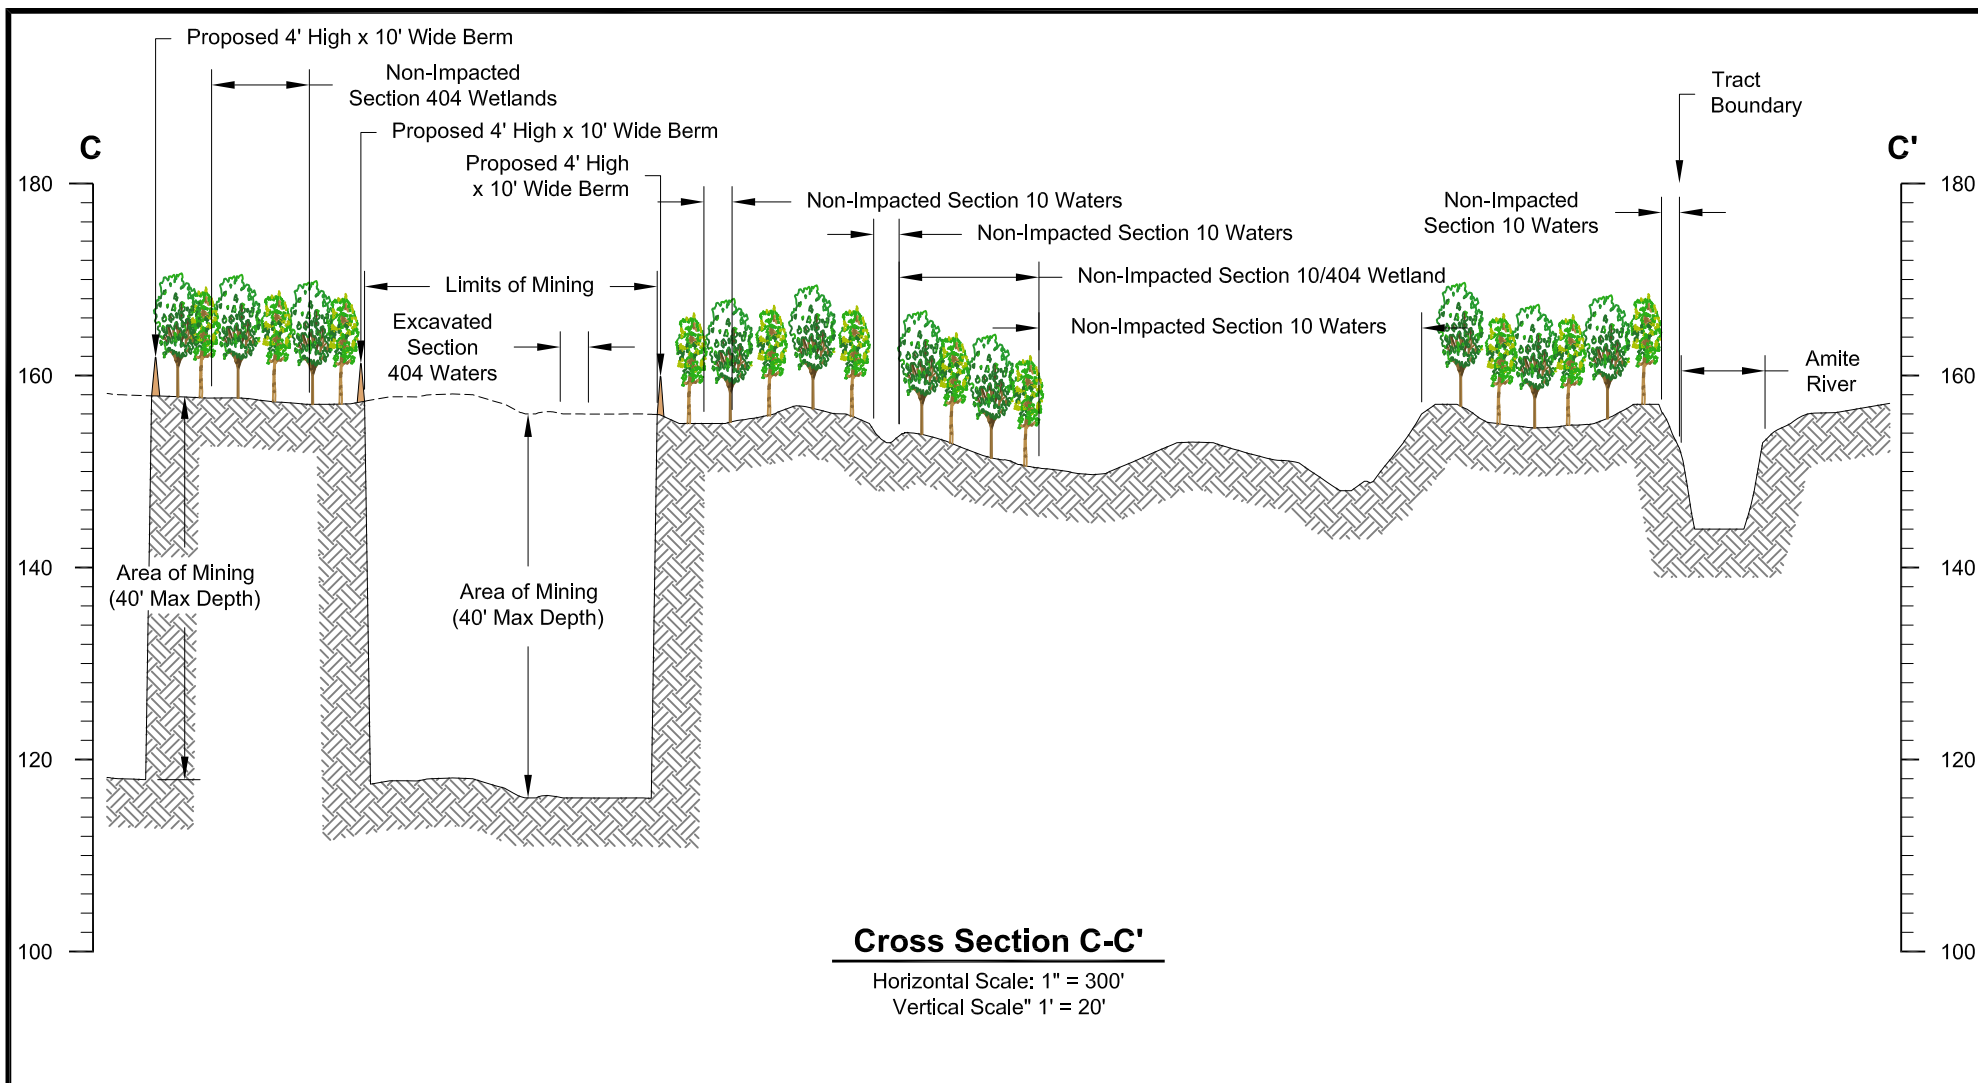 Proposed 4' High x 10' Wide Berm
Non-Impacted
Section 404 Wetlands
Proposed 4' High x 10' Wide Berm
Proposed 4' High
x 10' Wide Berm
Tract
Boundary
C
C'
180
180
Non-Impacted Section 10 Waters
Non-Impacted
Section 10 Waters
Non-Impacted Section 10 Waters
Non-Impacted Section 10/404 Wetland
Limits of Mining
Excavated
Section
404 Waters
Non-Impacted Section 10 Waters
Amite
River
160
160
140
140
Area of Mining
(40' Max Depth)
Area of Mining
(40' Max Depth)
120
120
100
100
Cross Section C-C'
Horizontal Scale: 1" = 300'
Vertical Scale" 1' = 20'